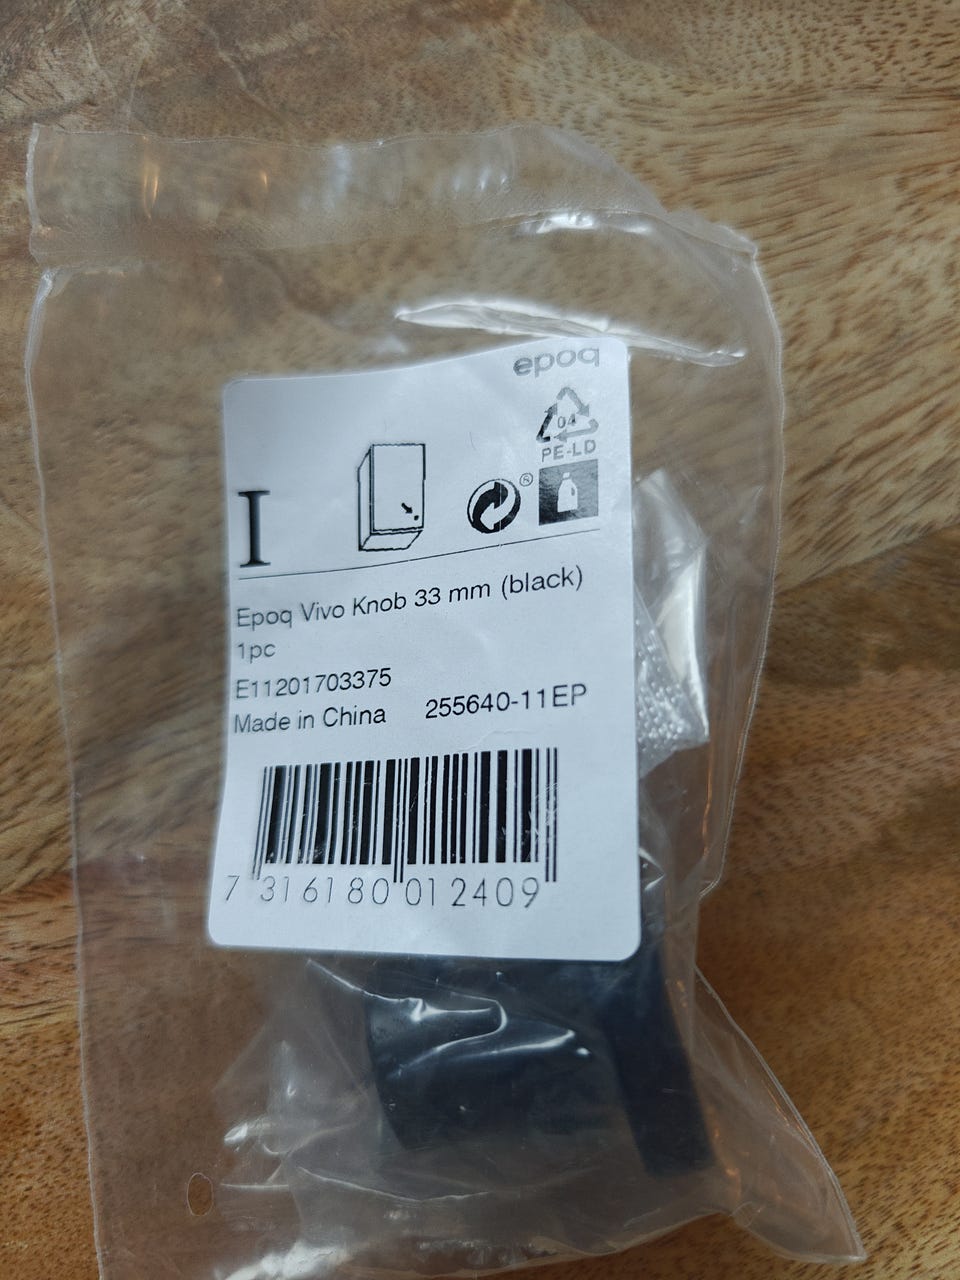 epoq
04
PE-LD
®
I
Epoq Vivo Knob 33 mm (black)
1pc
E11201703375
Made in China 255640-11EP
7 316180 012409